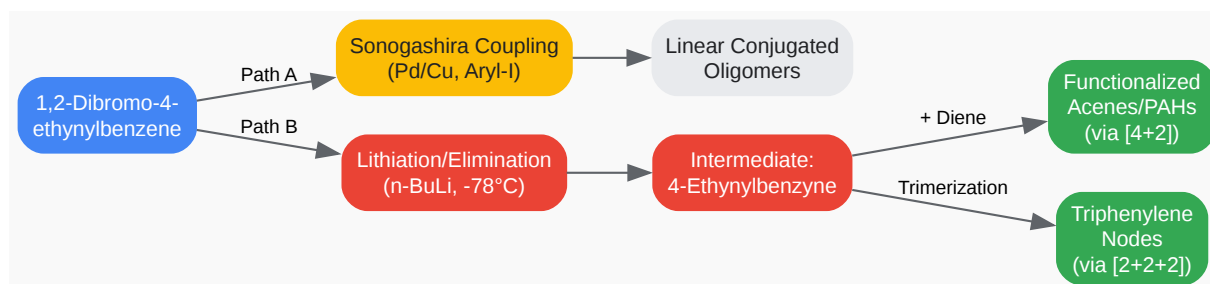 1,2-Dibromo-4-
ethynylbenzene
Path A
Path B
Sonogashira Coupling
(Pd/Cu, Aryl-I)
Linear Conjugated
Oligomers
Lithiation/Elimination
(n-BuLi, -78°C)
Intermediate:
4-Ethynylbenzyne
+ Diene
Trimerization
Functionalized
Acenes/PAHs
(via [4+2])
Triphenylene
Nodes
(via [2+2+2])